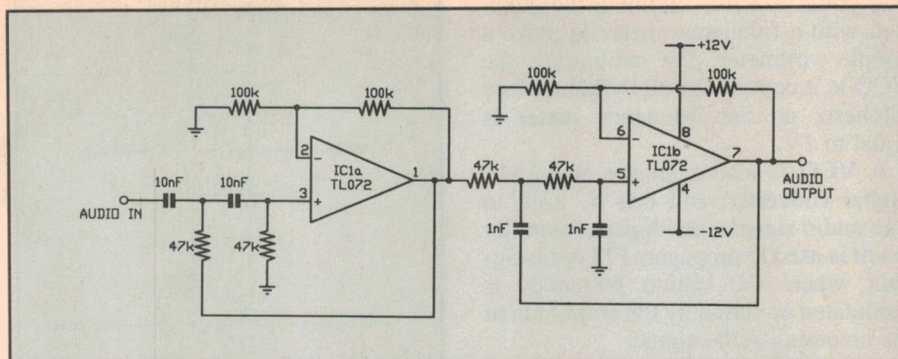 +12V
100k
100k
100k
100k
2
-
IC1a
TL072
1
3
+
6
-
8
IC1b
TL072
7
5
+
4
47k
47k
10nF
10nF
AUDIO IN
47k
47k
1nF
1nF
-12V
AUDIO
OUTPUT